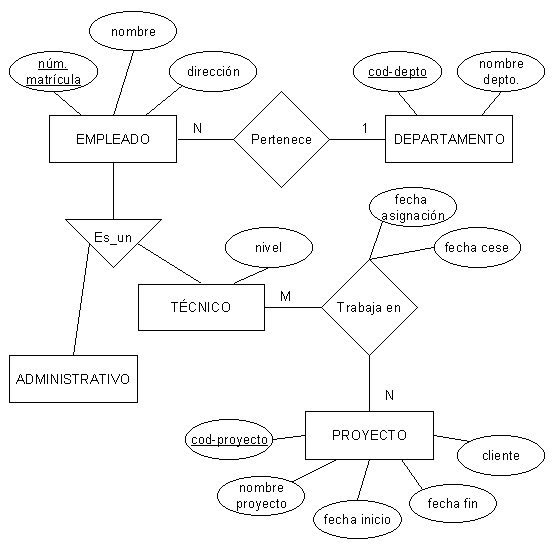 nombre
núm.
matrícula
dirección
cod-depto
nombre
depto.
EMPLEADO
N
Pertenece
1
DEPARTAMENTO
Es_un
fecha
asignación
nivel
fecha cese
TÉCNICO
M
Trabaja en
ADMINISTRATIVO
N
cod-proyecto
PROYECTO
cliente
nombre
proyecto
fecha inicio
fecha fin